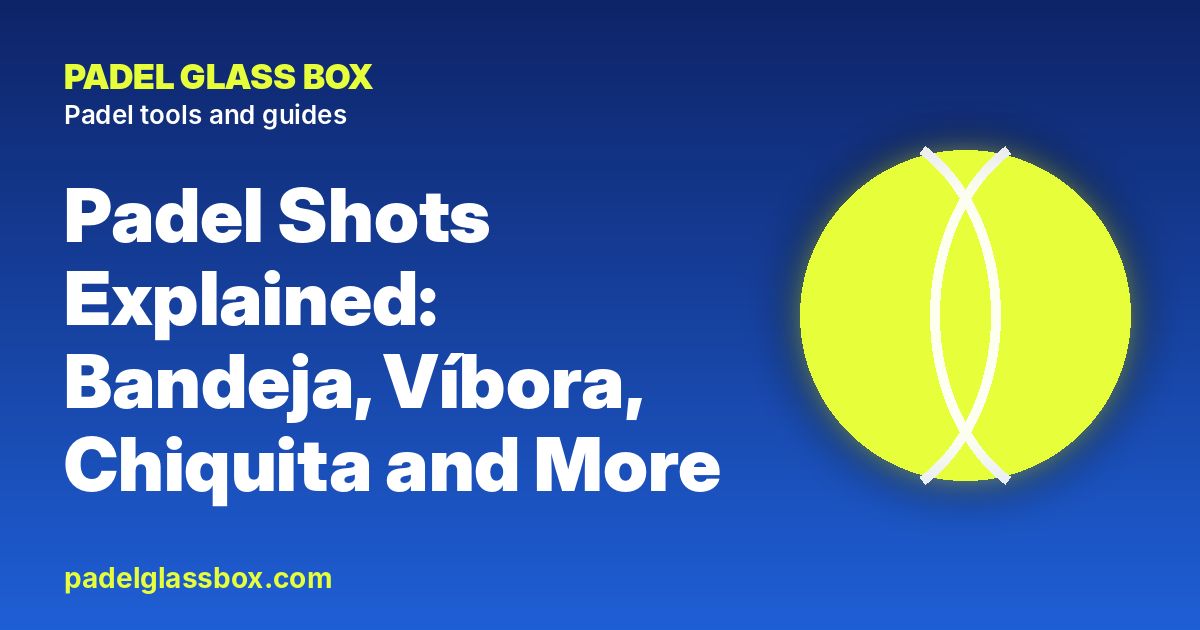 PADEL GLASS BOX
Padel tools and guides
Padel Shots
Explained:
Bandeja, Víbora,
Chiquita and More
padelglassbox.com